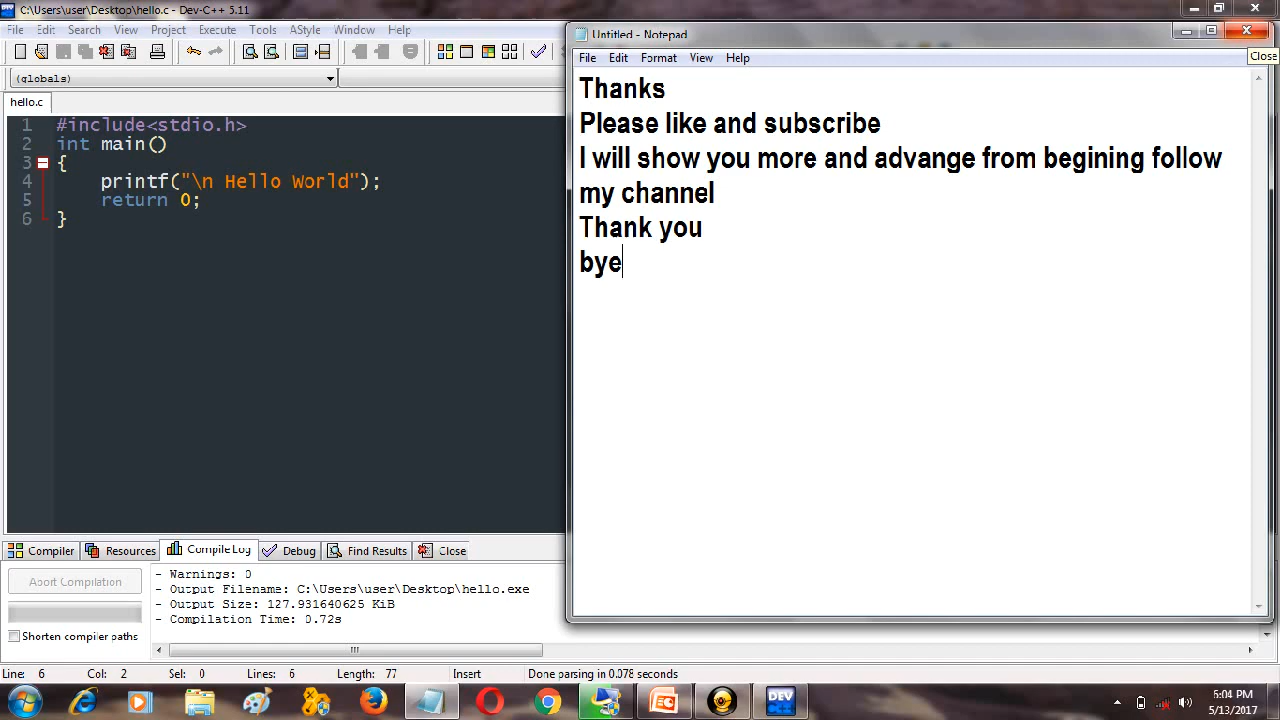 C:\Users\user\Desktop\hello.c - Dev-C++ 5.11
File Edit Search View Project Execute Tools AStyle Window Help
(globals)
hello.c
1 #include<stdio.h>
2 int main()
3 {
4 printf("\n Hello World");
5 return 0;
6 }
Compiler Resources Compile Log Debug Find Results Close
Abort Compilation
Shorten compiler paths
- Warnings: 0
- Output Filename: C:\Users\user\Desktop\hello.exe
- Output Size: 127.931640625 KiB
- Compilation Time: 0.72s
Line: 6 Col: 2 Sel: 0 Lines: 6 Length: 77 Insert Done parsing in 0.078 seconds
Untitled - Notepad
Close
File Edit Format View Help
Thanks
Please like and subscribe
I will show you more and advange from begining follow
my channel
Thank you
bye
DEV
6:04 PM
5/13/2017